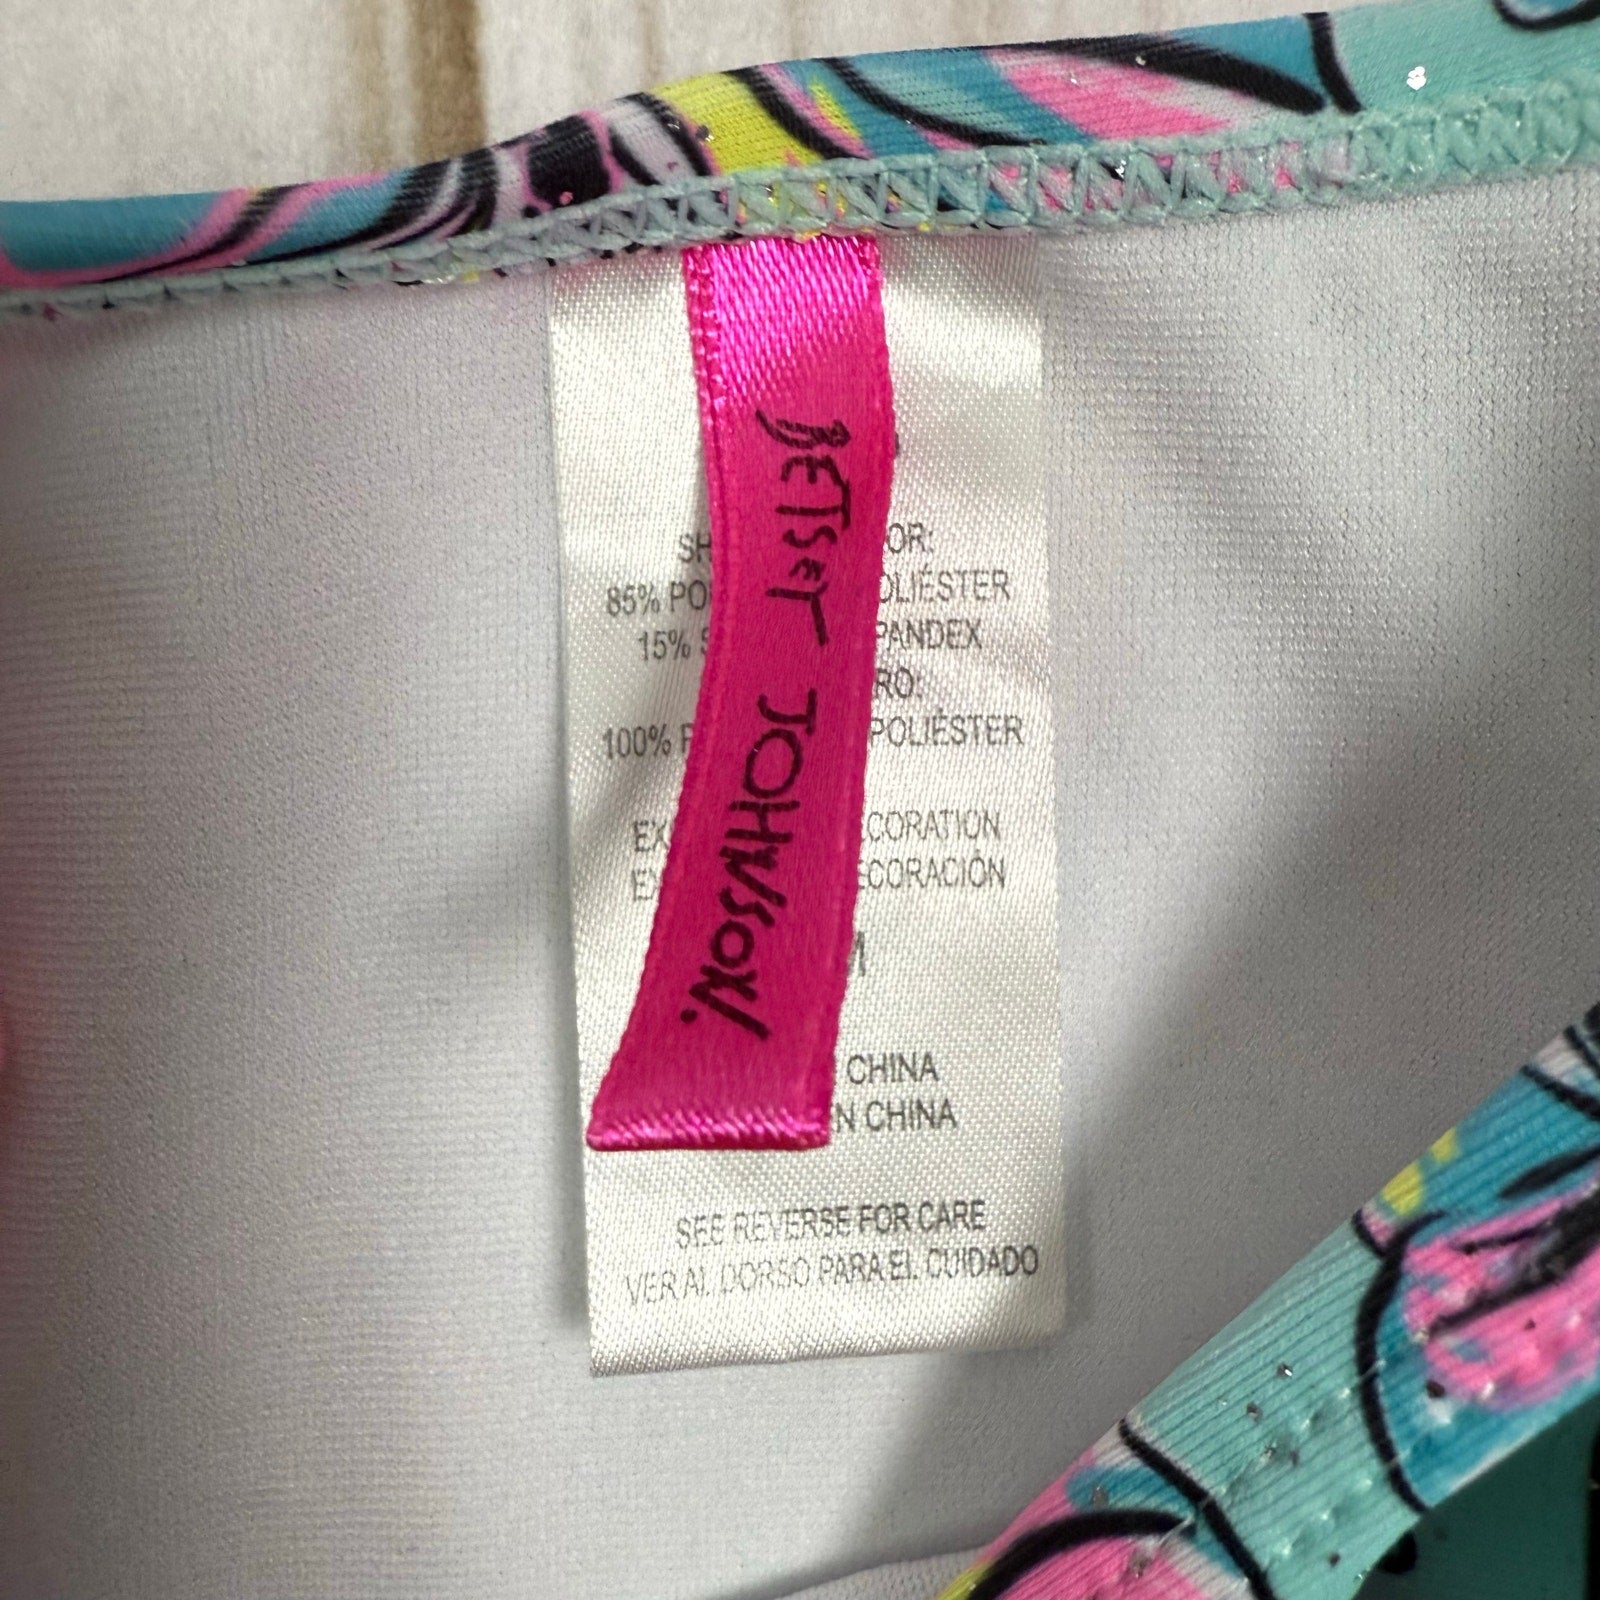 BETSEY JOHNSON.
SH OR:
85% PO OLIÉSTER
15% S PANDEX
RO:
100% P POLIÉSTER
EX CORATION
EX ECORACIÓN
CHINA
N CHINA
SEE REVERSE FOR CARE
VER AL DORSO PARA EL CUIDADO